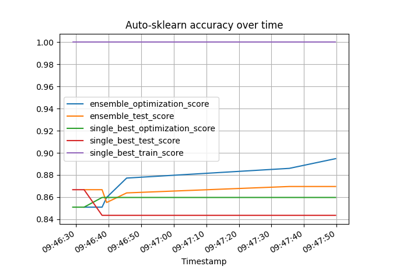 Auto-sklearn accuracy over time
1.00
0.98
0.96
0.94
0.92
0.90
0.88
0.86
0.84
ensemble_optimization_score
ensemble_test_score
single_best_optimization_score
single_best_test_score
single_best_train_score
09:46:30
09:46:40
09:46:50
09:47:00
09:47:10
09:47:20
09:47:30
09:47:40
09:47:50
Timestamp